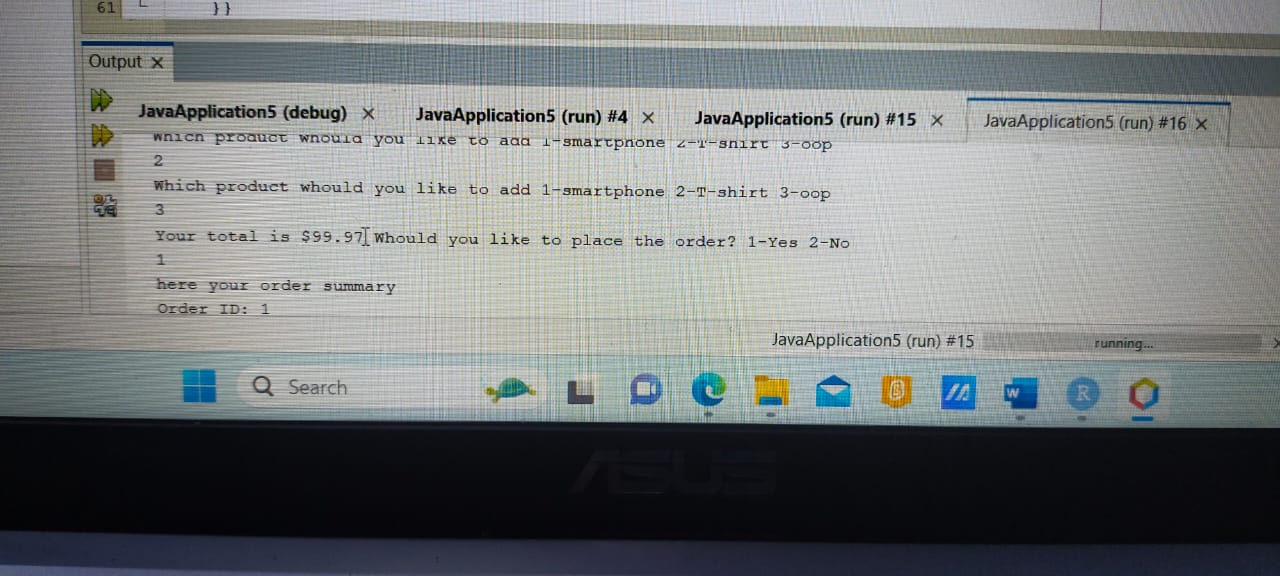 61 }}
Output ×
JavaApplication5 (debug) × JavaApplication5 (run) #4 × JavaApplication5 (run) #15 × JavaApplication5 (run) #16 ×
Which product whould you like to add 1-smartphone 2-T-shirt 3-oop
2
Which product whould you like to add 1-smartphone 2-T-shirt 3-oop
3
Your total is $99.97 Whould you like to place the order? 1-Yes 2-No
1
here your order summary
Order ID: 1
JavaApplication5 (run) #15 running...
Search
W R
ASUS